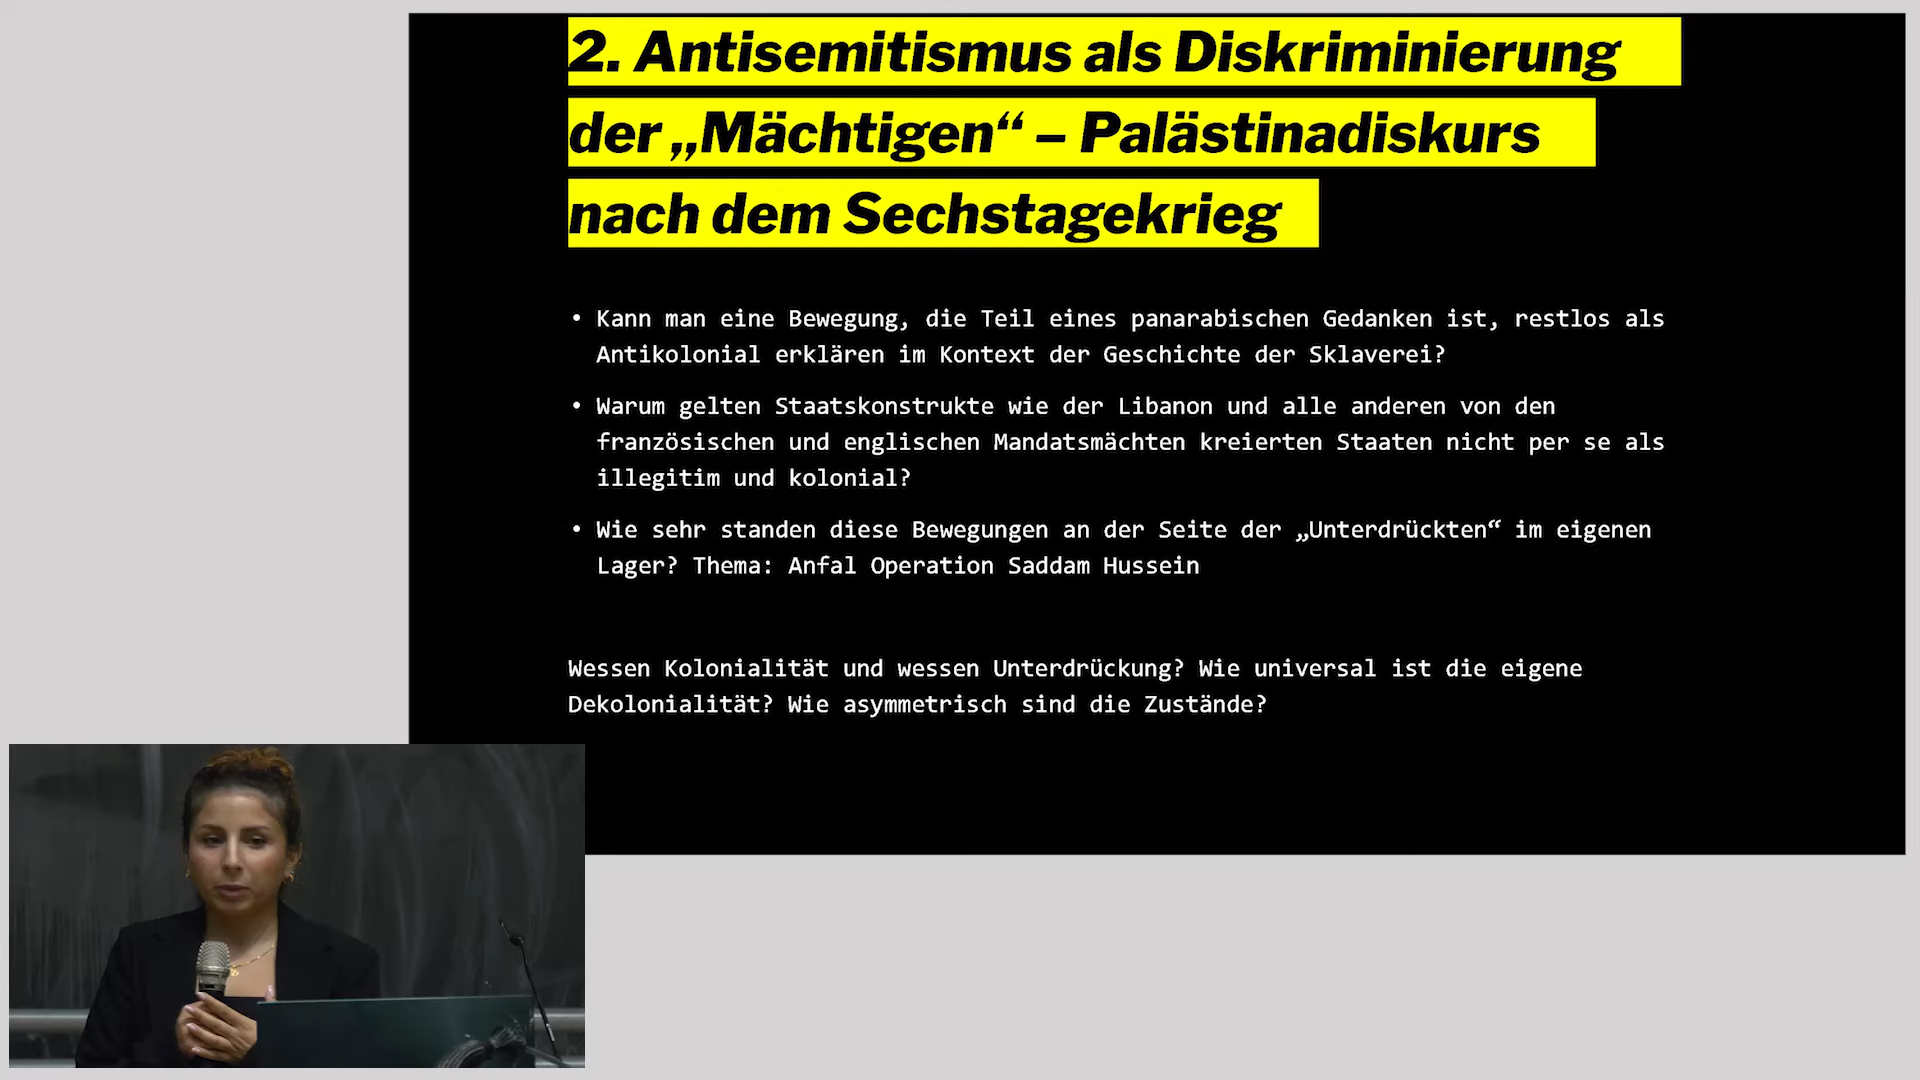 2. Antisemitismus als Diskriminierung
der „Mächtigen“ – Palästinadiskurs
nach dem Sechstagekrieg
• Kann man eine Bewegung, die Teil eines panarabischen Gedanken ist, restlos als
Antikolonial erklären im Kontext der Geschichte der Sklaverei?
• Warum gelten Staatskonstrukte wie der Libanon und alle anderen von den
französischen und englischen Mandatsmächten kreierten Staaten nicht per se als
illegitim und kolonial?
• Wie sehr standen diese Bewegungen an der Seite der „Unterdrückten“ im eigenen
Lager? Thema: Anfal Operation Saddam Hussein
Wessen Kolonialität und wessen Unterdrückung? Wie universal ist die eigene
Dekolonialität? Wie asymmetrisch sind die Zustände?